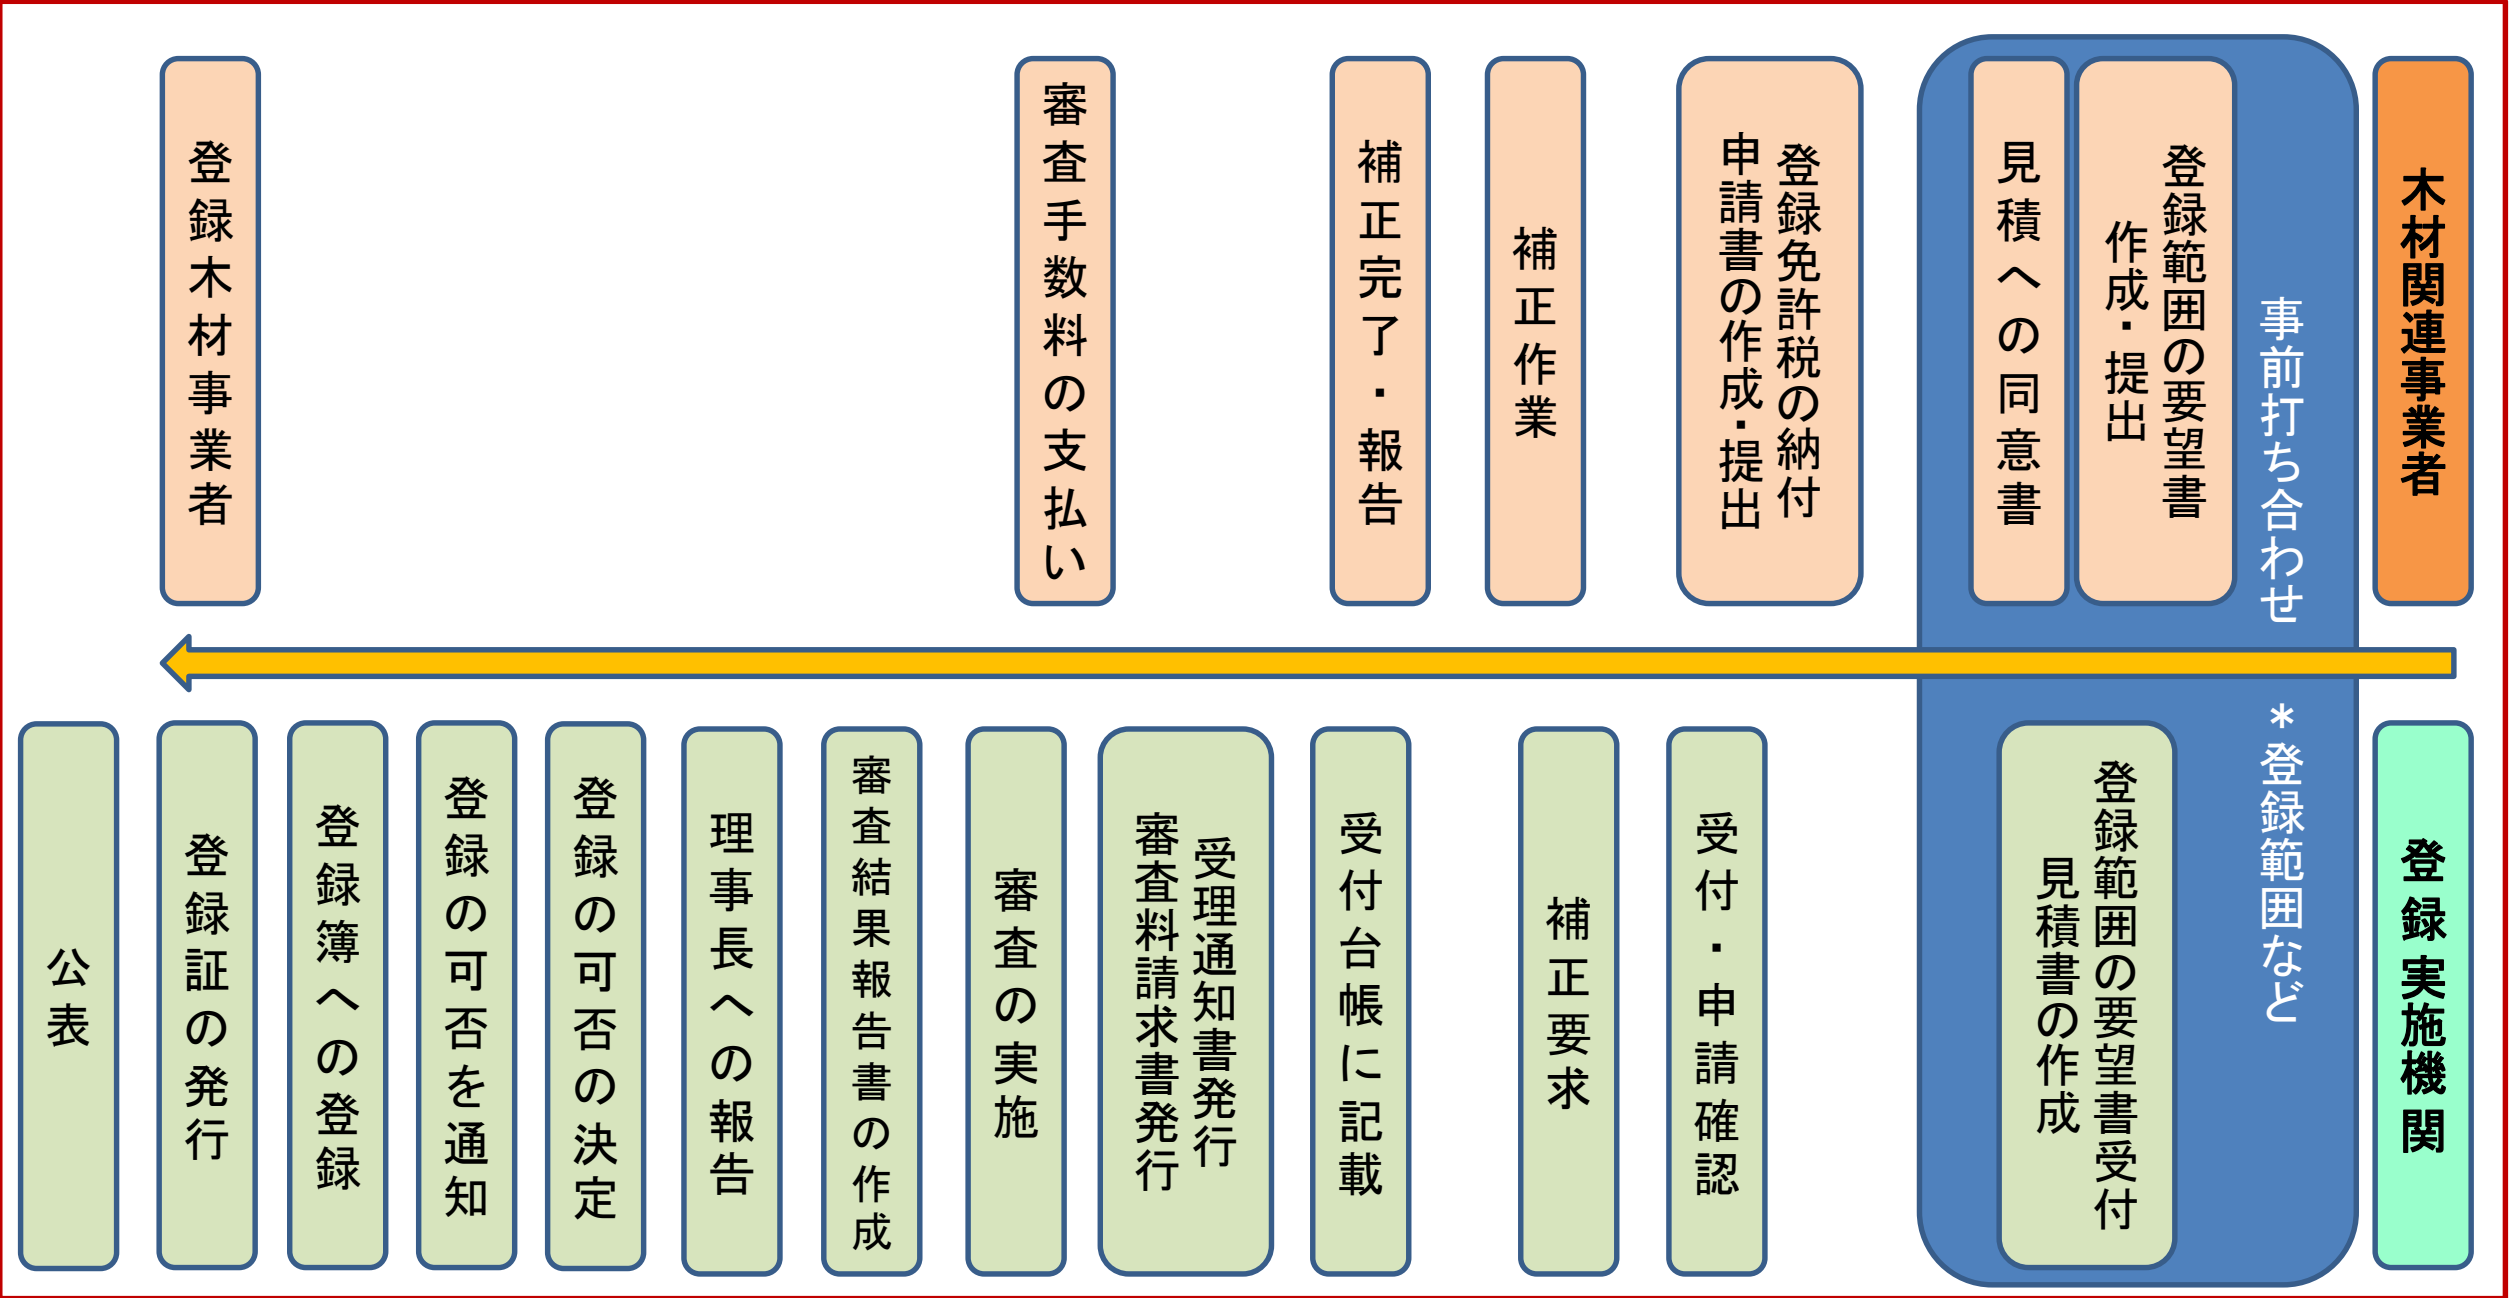 木材関連事業者
事前打ち合わせ　＊登録範囲など
登録範囲の要望書
作成・提出
見積への同意書
登録免許税の納付
申請書の作成・提出
補正作業
補正完了・報告
審査手数料の支払い
登録木材事業者
登録実施機関
登録範囲の要望書受付
見積書の作成
受付・申請確認
補正要求
受付台帳に記載
受理通知書発行
審査料請求書発行
審査の実施
審査結果報告書の作成
理事長への報告
登録の可否の決定
登録の可否を通知
登録簿への登録
登録証の発行
公表